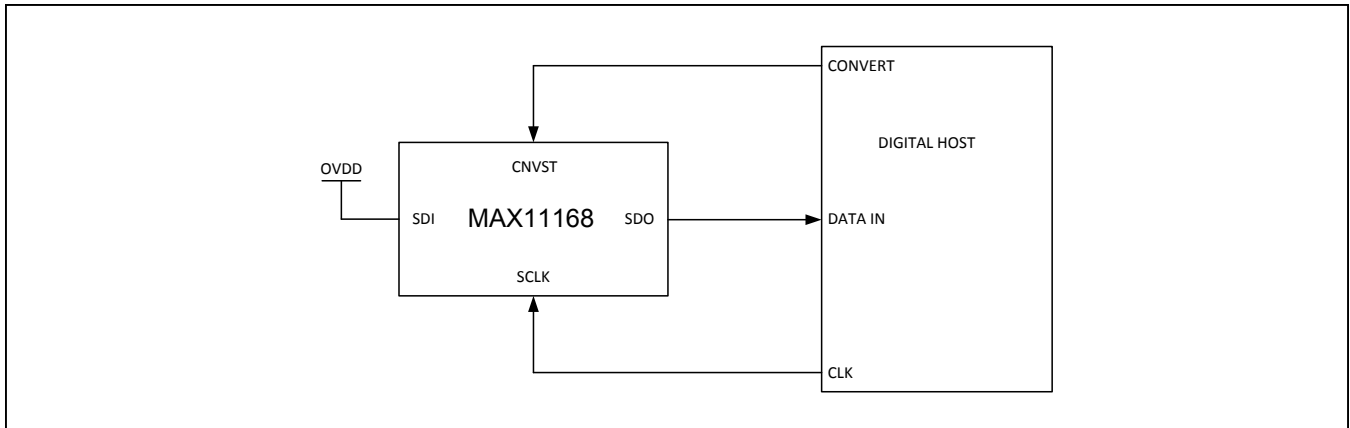 CONVERT
DIGITAL HOST
OVDD
CNVST
SDI
MAX11168
SDO
DATA IN
SCLK
CLK